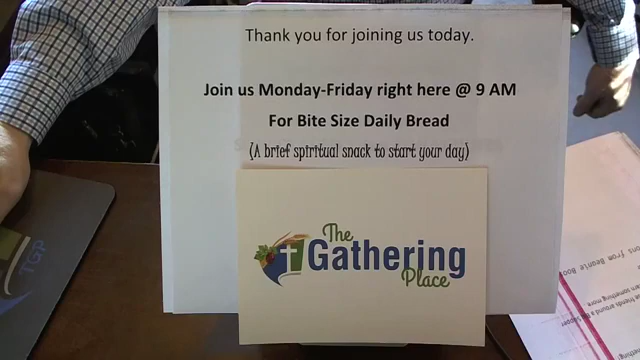 Thank you for joining us today.
Join us Monday-Friday right here @ 9 AM
For Bite Size Daily Bread
(A brief spiritual snack to start your day)
The
Gathering
Place
TGP